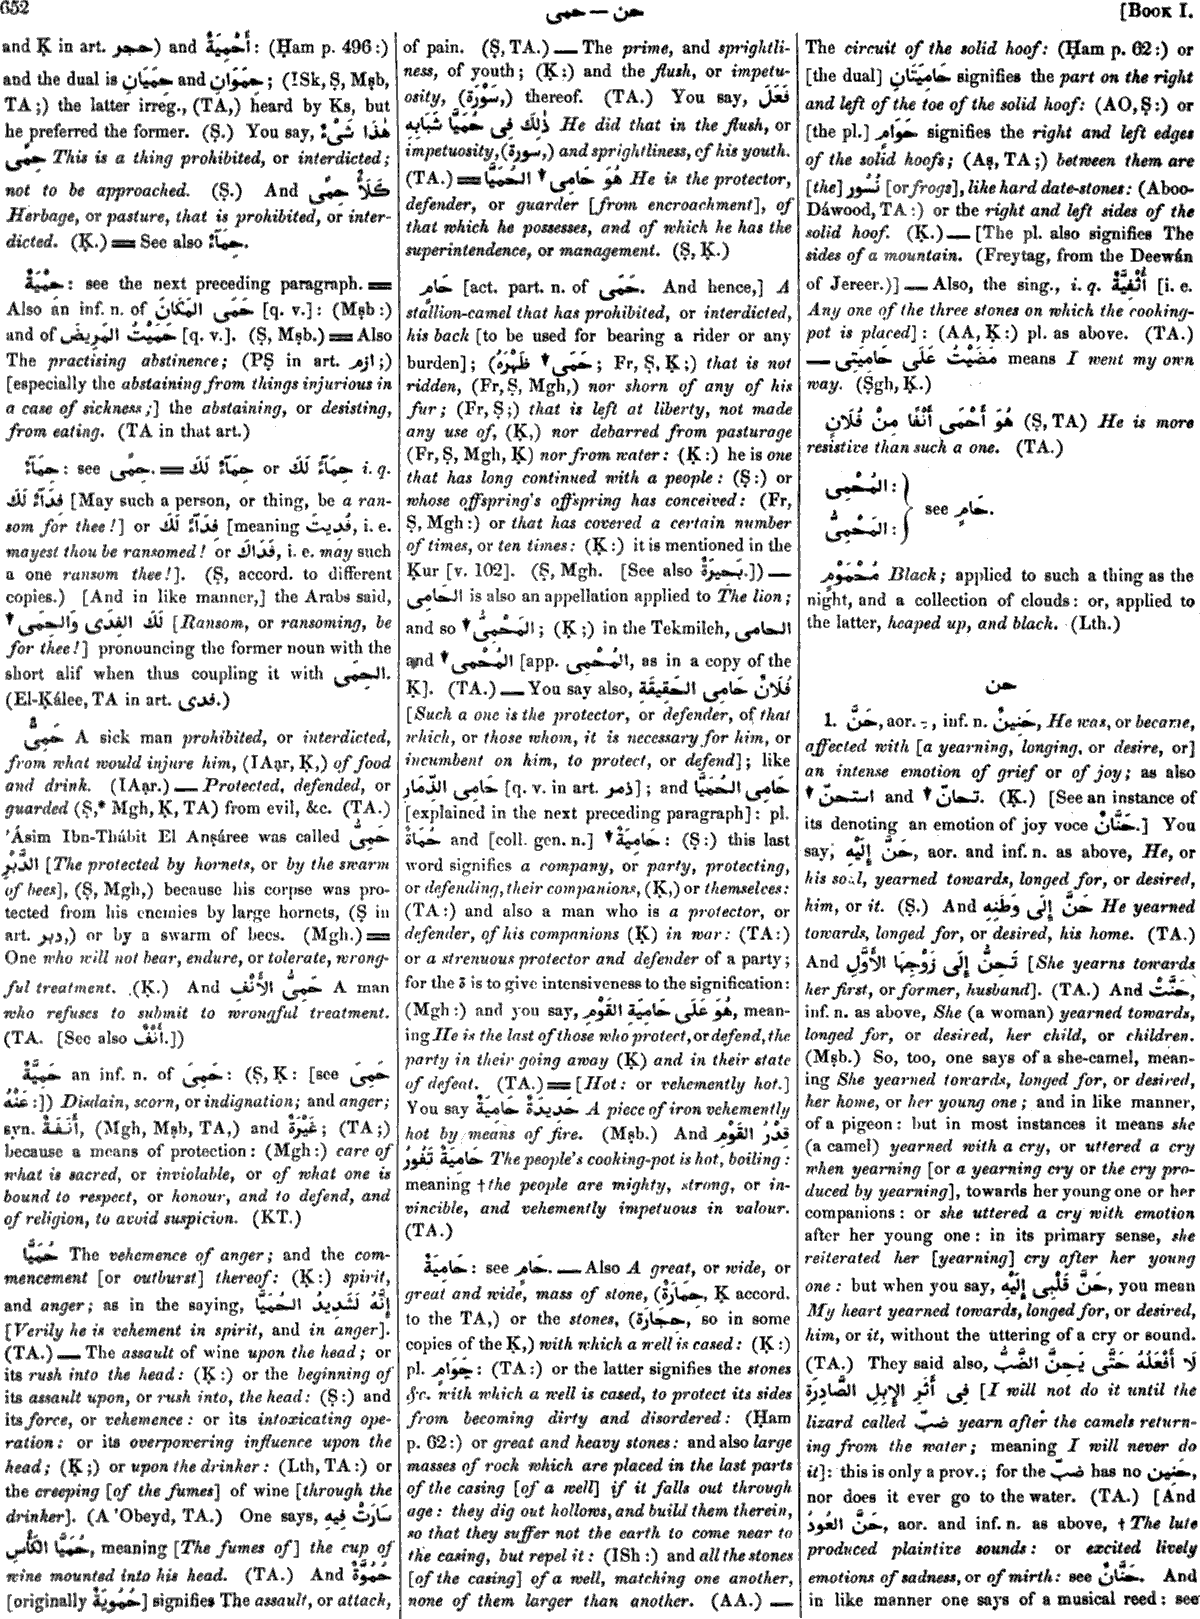 652
حمى — حن
[BOOK I.
and Ḳ in art. حجر) and أَحْمِيَةٌ: (Ḥam p. 496:)
and the dual is حِمَيَانِ and حِمَوَانِ; (ISk, Ṣ, Mṣb,
TA;) the latter irreg., (TA,) heard by Ks, but
he preferred the former. (Ṣ.) You say, هٰذَا شَىْءٌ
حِمًى This is a thing prohibited, or interdicted;
not to be approached. (Ṣ.) And كَلَأٌ حِمًى
Herbage, or pasture, that is prohibited, or inter-
dicted. (Ḳ.) == See also حِمَآءٌ.
حِمْيَةٌ: see the next preceding paragraph. ==
Also an inf. n. of حَمَى المَكَانَ [q. v.]: (Mṣb:)
and of حَمَيْتُ المَرِيضَ [q. v.]. (Ṣ, Mṣb.) == Also
The practising abstinence; (PṢ in art. ازم;)
[especially the abstaining from things injurious in
a case of sickness;] the abstaining, or desisting,
from eating. (TA in that art.)
حِمَآءٌ: see حِمًى. == حِمَآءٌ لَكَ or حِمَآءً لَكَ i. q.
فِدَآءٌ لَكَ [May such a person, or thing, be a ran-
som for thee!] or فِدَآءً لَكَ [meaning فُدِيتَ, i. e.
mayest thou be ransomed! or فَدَاكَ, i. e. may such
a one ransom thee!]. (Ṣ, accord. to different
copies.) [And in like manner,] the Arabs said,
لَكَ الفِدَى وَالحِمَى ↓ [Ransom, or ransoming, be
for thee!] pronouncing the former noun with the
short alif when thus coupling it with الحِمَى.
(El-Ḳálee, TA in art. فدى.)
حَمِىٌّ A sick man prohibited, or interdicted,
from what would injure him, (IAạr, Ḳ,) of food
and drink. (IAạr.) — Protected, defended, or
guarded (Ṣ,* Mgh, Ḳ, TA) from evil, &c. (TA.)
'Áṣim Ibn-Thábit El Anṣáree was called حَمِىُّ
الدَّبْرِ [The protected by hornets, or by the swarm
of bees], (Ṣ, Mgh,) because his corpse was pro-
tected from his enemies by large hornets, (Ṣ in
art. دبر,) or by a swarm of bees. (Mgh.) ==
One who will not bear, endure, or tolerate, wrong-
ful treatment. (Ḳ.) And حَمِىُّ الأَنْفِ A man
who refuses to submit to wrongful treatment.
(TA. [See also أَنْفٌ.])
حَمِيَّةٌ an inf. n. of حَمِىَ: (Ṣ, Ḳ: [see حَمِىَ
عَنْهُ:]) Disdain, scorn, or indignation; and anger;
syn. أَنَفَةٌ, (Mgh, Mṣb, TA,) and غَيْرَةٌ; (TA;)
because a means of protection: (Mgh:) care of
what is sacred, or inviolable, or of what one is
bound to respect, or honour, and to defend, and
of religion, to avoid suspicion. (KT.)
حُمَيَّا The vehemence of anger; and the com-
mencement [or outburst] thereof: (Ḳ:) spirit,
and anger; as in the saying, إِنَّهُ لَشَدِيدُ الحُمَيَّا
[Verily he is vehement in spirit, and in anger].
(TA.) — The assault of wine upon the head; or
its rush into the head: (Ḳ:) or the beginning of
its assault upon, or rush into, the head: (Ṣ:) and
its force, or vehemence: or its intoxicating ope-
ration: or its overpowering influence upon the
head; (Ḳ;) or upon the drinker: (Lth, TA:) or
the creeping [of the fumes] of wine [through the
drinker]. (A 'Obeyd, TA.) One says, سَارَتْ فِيهِ
حُمَيَّا الكَأْسِ, meaning [The fumes of] the cup of
wine mounted into his head. (TA.) And حُمُوَّةٌ
[originally حُمُويَةٌ] signifies The assault, or attack,
of pain. (Ṣ, TA.) — The prime, and sprightli-
ness, of youth; (Ḳ:) and the flush, or impetu-
osity, (سَوْرَة,) thereof. (TA.) You say, فَعَلَ
ذٰلِكَ فِى حُمَيَّا شَبَابِهِ He did that in the flush, or
impetuosity, (سورة,) and sprightliness, of his youth.
(TA.) == هُوَ حَامِى ↓ الحُمَيَّا He is the protector,
defender, or guarder [from encroachment], of
that which he possesses, and of which he has the
superintendence, or management. (Ṣ, Ḳ.)
حَامٍ [act. part. n. of حَمَى. And hence,] A
stallion-camel that has prohibited, or interdicted,
his back [to be used for bearing a rider or any
burden]; (حَمَى ↓ ظَهْرَهُ; Fr, Ṣ, Ḳ;) that is not
ridden, (Fr, Ṣ, Mgh,) nor shorn of any of his
fur; (Fr, Ṣ;) that is left at liberty, not made
any use of, (Ḳ,) nor debarred from pasturage
(Fr, Ṣ, Mgh, Ḳ) nor from water: (Ḳ:) he is one
that has long continued with a people: (Ṣ:) or
whose offspring's offspring has conceived: (Fr,
Ṣ, Mgh:) or that has covered a certain number
of times, or ten times: (Ḳ:) it is mentioned in the
Ḳur [v. 102]. (Ṣ, Mgh. [See also بَحِيرَةٌ.]) —
الحَامِى is also an appellation applied to The lion;
and so ↓ المَحْمِىُّ; (Ḳ;) in the Tekmileh, الحامى
and ↓ المُحْمِى [app. المُحْمِى, as in a copy of the
Ḳ]. (TA.) — You say also, فُلَانٌ حَامِى الحَقِيقَةِ
[Such a one is the protector, or defender, of that
which, or those whom, it is necessary for him, or
incumbent on him, to protect, or defend]; like
حَامِى الذِّمَارِ [q. v. in art. ذمر]; and حَامِى الحُمَيَّا
[explained in the next preceding paragraph]: pl.
حُمَاةٌ and [coll. gen. n.] ↓ حَامِيَةٌ: (Ṣ:) this last
word signifies a company, or party, protecting,
or defending, their companions, (Ḳ,) or themselves:
(TA:) and also a man who is a protector, or
defender, of his companions (Ḳ) in war: (TA:)
or a strenuous protector and defender of a party;
for the ة is to give intensiveness to the signification:
(Mgh:) and you say, هُوَ عَلَى حَامِيَةِ القَوْمِ, mean-
ing He is the last of those who protect, or defend, the
party in their going away (Ḳ) and in their state
of defeat. (TA.) == [Hot: or vehemently hot.]
You say حَدِيدَةٌ حَامِيَةٌ A piece of iron vehemently
hot by means of fire. (Mṣb.) And قِدْرُ القَوْمِ
حَامِيَةٌ تَفُورُ The people's cooking-pot is hot, boiling:
meaning †the people are mighty, strong, or in-
vincible, and vehemently impetuous in valour.
(TA.)
حَامِيَةٌ: see حَامٍ. — Also A great, or wide, or
great and wide, mass of stone, (حِجَارَة, Ḳ accord.
to the TA,) or the stones, (حِجَارَة, so in some
copies of the Ḳ,) with which a well is cased: (Ḳ:)
pl. حَوَامٍ: (TA:) or the latter signifies the stones
&c. with which a well is cased, to protect its sides
from becoming dirty and disordered: (Ḥam
p. 62:) or great and heavy stones: and also large
masses of rock which are placed in the last parts
of the casing [of a well] if it falls out through
age: they dig out hollows, and build them therein,
so that they suffer not the earth to come near to
the casing, but repel it: (ISh:) and all the stones
[of the casing] of a well, matching one another,
none of them larger than another. (AA.) —
The circuit of the solid hoof: (Ḥam p. 62:) or
[the dual] حَامِيَتَانِ signifies the part on the right
and left of the toe of the solid hoof: (AO, Ṣ:) or
[the pl.] حَوَامٍ signifies the right and left edges
of the solid hoofs; (Aṣ, TA;) between them are
[the] نُسُور [or frogs], like hard date-stones: (Aboo-
Dáwood, TA:) or the right and left sides of the
solid hoof. (Ḳ.) — [The pl. also signifies The
sides of a mountain. (Freytag, from the Deewán
of Jereer.)] — Also, the sing., i. q. أُثْفِيَّةٌ [i. e.
Any one of the three stones on which the cooking-
pot is placed]: (AA, Ḳ:) pl. as above. (TA.)
— مَضَيْتُ عَلَى حَامِيَتِى means I went my own
way. (Ṣgh, Ḳ.)
هُوَ أَحْمَى أَنْفًا مِنْ فُلَانٍ (Ṣ, TA) He is more
resistive than such a one. (TA.)
المُحْمِى:
المَحْمِىُّ: } see حَامٍ.
مُحْمَوْمٍ Black; applied to such a thing as the
night, and a collection of clouds: or, applied to
the latter, heaped up, and black. (Lth.)
حن
1. حَنَّ, aor. ـِ, inf. n. حَنِينٌ, He was, or became,
affected with [a yearning, longing, or desire, or]
an intense emotion of grief or of joy; as also
↓ استحنّ and ↓ تحانّ. (Ḳ.) [See an instance of
its denoting an emotion of joy voce حَنَّانٌ.] You
say, حَنَّ إِلَيْهِ, aor. and inf. n. as above, He, or
his soul, yearned towards, longed for, or desired,
him, or it. (Ṣ.) And حَنَّ إِلَى وَطَنِهِ He yearned
towards, longed for, or desired, his home. (TA.)
And تَحِنُّ إِلَى زَوْجِهَا الأَوَّلِ [She yearns towards
her first, or former, husband]. (TA.) And حَنَّتْ,
inf. n. as above, She (a woman) yearned towards,
longed for, or desired, her child, or children.
(Mṣb.) So, too, one says of a she-camel, mean-
ing She yearned towards, longed for, or desired,
her home, or her young one; and in like manner,
of a pigeon: but in most instances it means she
(a camel) yearned with a cry, or uttered a cry
when yearning [or a yearning cry or the cry pro-
duced by yearning], towards her young one or her
companions: or she uttered a cry with emotion
after her young one: in its primary sense, she
reiterated her [yearning] cry after her young
one: but when you say, حَنَّ قَلْبِى إِلَيْهِ, you mean
My heart yearned towards, longed for, or desired,
him, or it, without the uttering of a cry or sound.
(TA.) They said also, لَا أَفْعَلُهُ حَتَّى يَحِنَّ الضَّبُّ
فِى أَثَرِ الإِبِلِ الصَّادِرَةِ [I will not do it until the
lizard called ضبّ yearn after the camels return-
ing from the water; meaning I will never do
it]: this is only a prov.; for the ضبّ has no حَنِين,
nor does it ever go to the water. (TA.) [And
حَنَّ العُودُ, aor. and inf. n. as above, † The lute
produced plaintive sounds: or excited lively
emotions of sadness, or of mirth: see حَنَّانٌ. And
in like manner one says of a musical reed: see